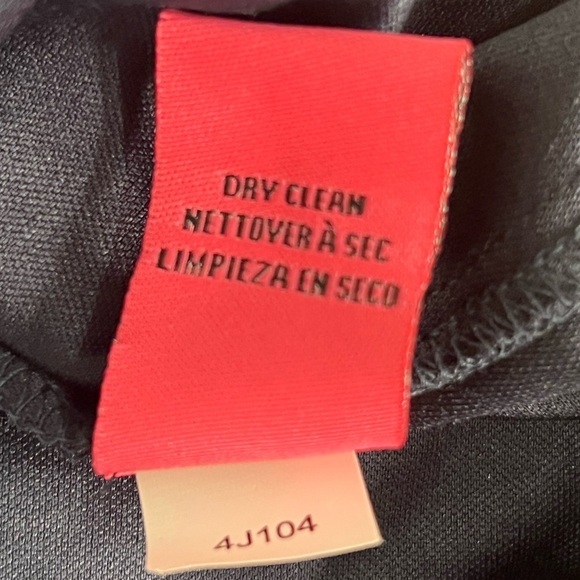 DRY CLEAN
NETTOYER À SEC
LIMPIEZA EN SECO
4J104